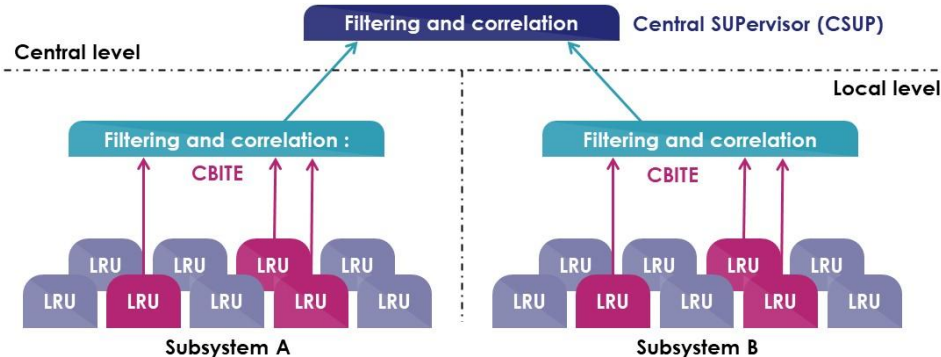 Filtering and correlation
Central SUPervisor (CSUP)
Central level
Local level
Filtering and correlation :
Filtering and correlation
CBITE
CBITE
LRU LRU LRU LRU
LRU LRU LRU LRU
LRU LRU LRU LRU LRU
LRU LRU LRU LRU LRU
Subsystem A
Subsystem B